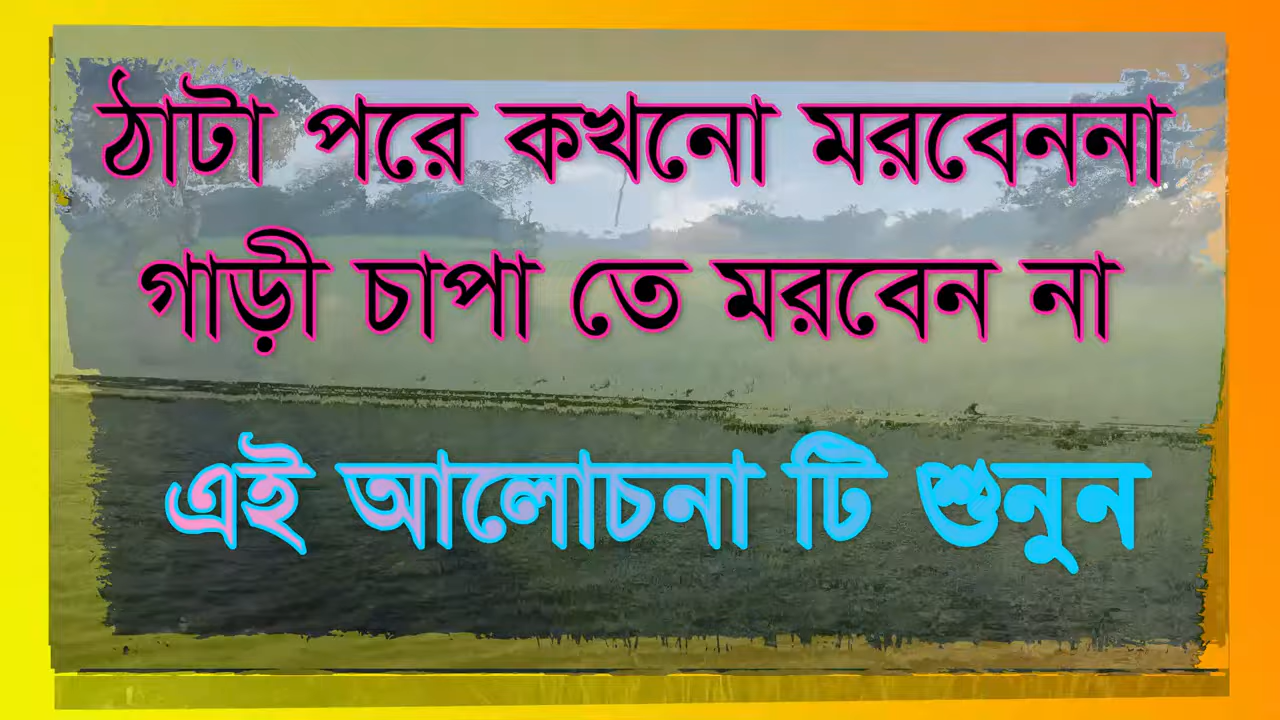 ঠাটা পরে কখনো মরবেননা
গাড়ী চাপা তে মরবেন না
এই আলোচনা টি শুনুন